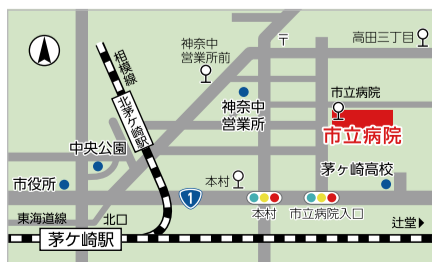 高田三丁目
〒
神奈中
営業所前
相模線
北茅ケ崎駅
市立病院
神奈中
営業所
市立病院
中央公園
茅ヶ崎高校
市役所
本村
1
本村
市立病院入口
東海道線
北口
辻堂
茅ケ崎駅